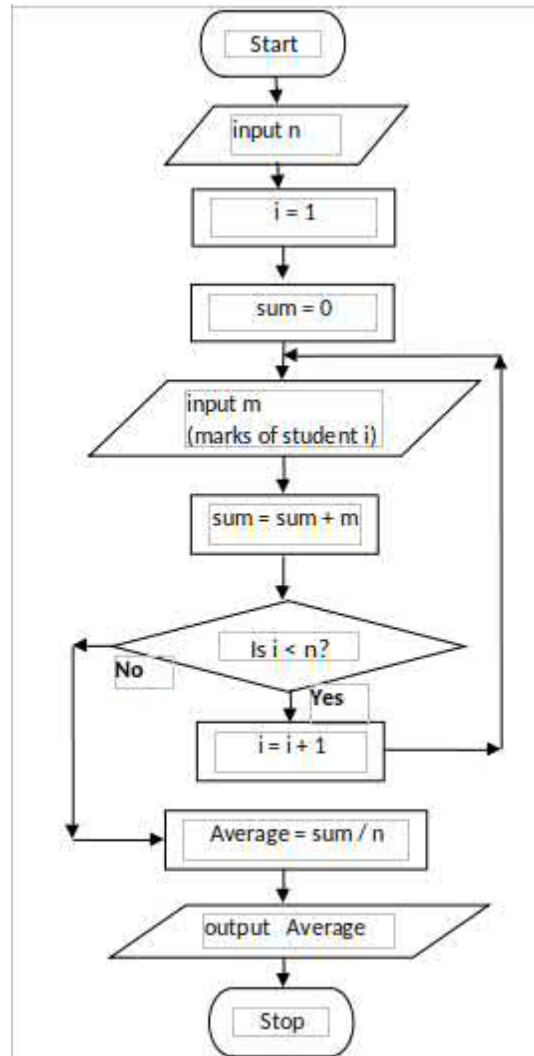 Start
input n
i = 1
sum = 0
input m
(marks of student i)
sum = sum + m
Is i < n?
No
Yes
i = i + 1
Average = sum / n
output Average
Stop